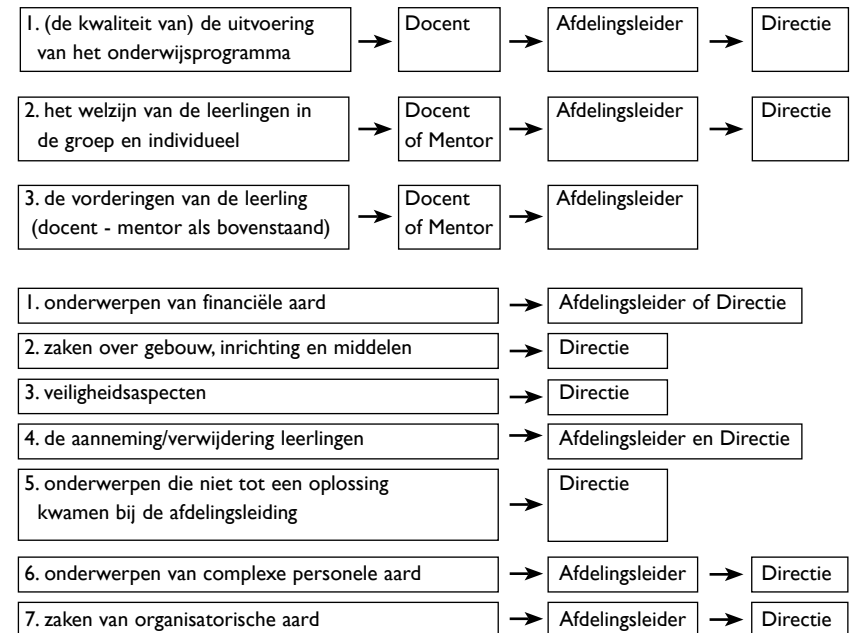 1. (de kwaliteit van) de uitvoering
van het onderwijsprogramma
Docent
Afdelingsleider
Directie
2. het welzijn van de leerlingen in
de groep en individueel
Docent
of Mentor
Afdelingsleider
Directie
3. de vorderingen van de leerling
(docent - mentor als bovenstaand)
Docent
of Mentor
Afdelingsleider
1. onderwerpen van financiële aard
Afdelingsleider of Directie
2. zaken over gebouw, inrichting en middelen
Directie
3. veiligheidsaspecten
Directie
4. de aanneming/verwijdering leerlingen
Afdelingsleider en Directie
5. onderwerpen die niet tot een oplossing
kwamen bij de afdelingsleiding
Directie
6. onderwerpen van complexe personele aard
Afdelingsleider
Directie
7. zaken van organisatorische aard
Afdelingsleider
Directie